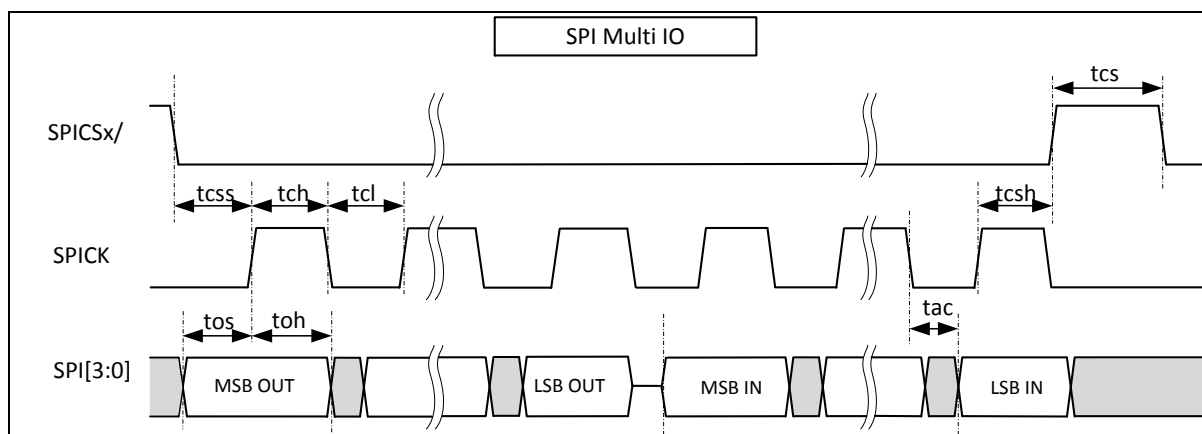 SPI Multi IO
tcs
SPICSx/
tcss
tch
tcl
tcsh
SPICK
tos
toh
tac
SPI[3:0]
MSB OUT
LSB OUT
MSB IN
LSB IN